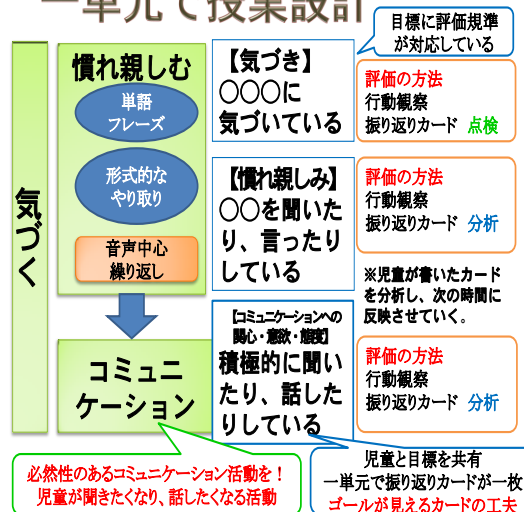 一単元で授業設計
目標に評価規準
が対応している
気づく
慣れ親しむ
単語
フレーズ
形式的な
やり取り
音声中心
繰り返し
コミュニ
ケーション
【気づき】
○○○に
気づいている
評価の方法
行動観察
振り返りカード 点検
【慣れ親しみ】
○○を聞いた
り、言ったり
している
評価の方法
行動観察
振り返りカード 分析
※児童が書いたカード
を分析し、次の時間に
反映させていく。
【コミュニケーションへの
関心・意欲・態度】
積極的に聞い
たり、話した
りしている
評価の方法
行動観察
振り返りカード 分析
必然性のあるコミュニケーション活動を！
児童が聞きたくなり、話したくなる活動
児童と目標を共有
一単元で振り返りカードが一枚
ゴールが見えるカードの工夫